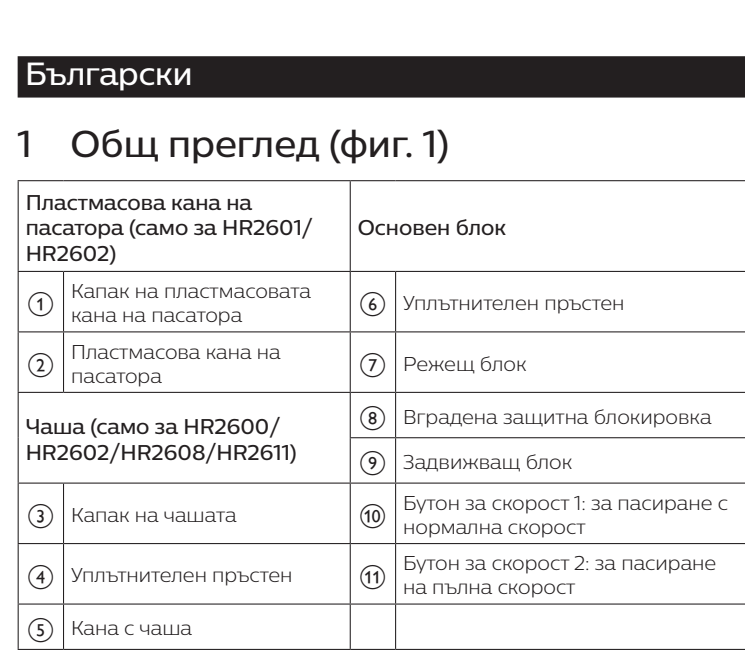 Български
1 Общ преглед (фиг. 1)
Пластмасова кана на
пасатора (само за HR2601/
HR2602)
Основен блок
① Капак на пластмасовата
кана на пасатора
⑥ Уплътнителен пръстен
② Пластмасова кана на
пасатора
⑦ Режещ блок
Чаша (само за HR2600/
HR2602/HR2608/HR2611)
⑧ Вградена защитна блокировка
⑨ Задвижващ блок
③ Капак на чашата
⑩ Бутон за скорост 1: за пасиране с
нормална скорост
④ Уплътнителен пръстен
⑪ Бутон за скорост 2: за пасиране
на пълна скорост
⑤ Кана с чаша